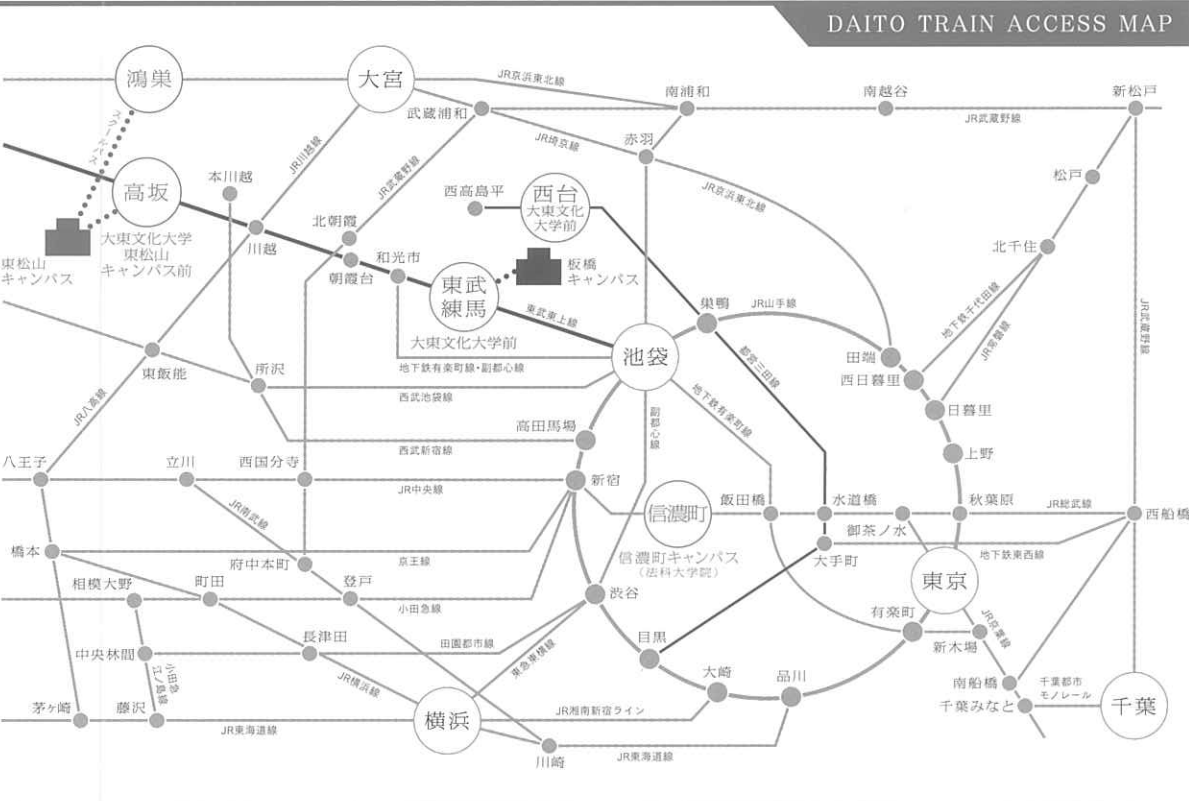 DAITO TRAIN ACCESS MAP
鴻巣
大宮
JR京浜東北線
武蔵浦和
南浦和
南越谷
新松戸
JR武蔵野線
スクールバス
JR川越線
JR武蔵野線
JR埼京線
赤羽
JR京浜東北線
松戸
高坂
大東文化大学
東松山
キャンパス前
東松山
キャンパス
本川越
川越
北朝霞
朝霞台
和光市
西高島平
西台
大東文化
大学前
板橋
キャンパス
東武
練馬
大東文化大学前
東武東上線
巣鴨
JR山手線
北千住
地下鉄千代田線
JR常磐線
JR武蔵野線
池袋
都営三田線
田端
西日暮里
日暮里
上野
東飯能
所沢
地下鉄有楽町線・副都心線
西武池袋線
地下鉄有楽町線
副都心線
JR八高線
高田馬場
西武新宿線
八王子
立川
西国分寺
JR中央線
新宿
信濃町
信濃町キャンパス
(法科大学院)
飯田橋
水道橋
御茶ノ水
秋葉原
JR総武線
西船橋
JR南武線
橋本
京王線
大手町
地下鉄東西線
東京
府中本町
相模大野
町田
登戸
小田急線
渋谷
有楽町
新木場
JR京葉線
中央林間
小田急
江ノ島線
長津田
田園都市線
東急東横線
目黒
JR横浜線
大崎
品川
南船橋
千葉みなと
千葉都市
モノレール
千葉
茅ヶ崎
藤沢
JR東海道線
横浜
JR湘南新宿ライン
川崎
JR東海道線